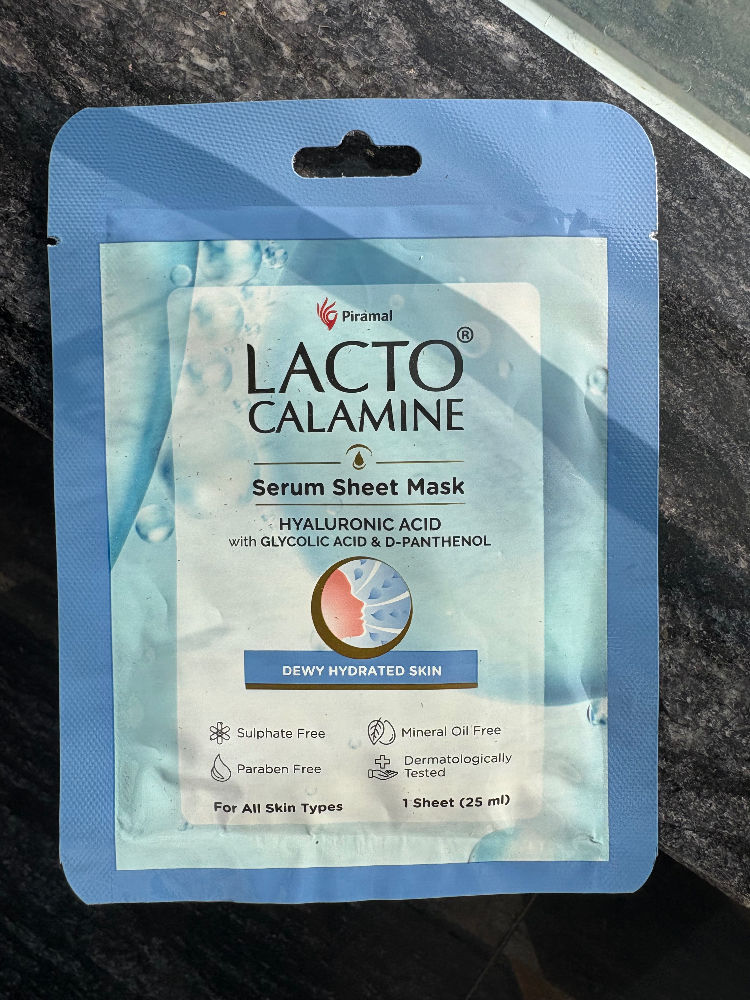 Piramal
LACTO®
CALAMINE
Serum Sheet Mask
HYALURONIC ACID
with GLYCOLIC ACID & D-PANTHENOL
DEWY HYDRATED SKIN
Sulphate Free
Mineral Oil Free
Paraben Free
Dermatologically
Tested
For All Skin Types
1 Sheet (25 ml)